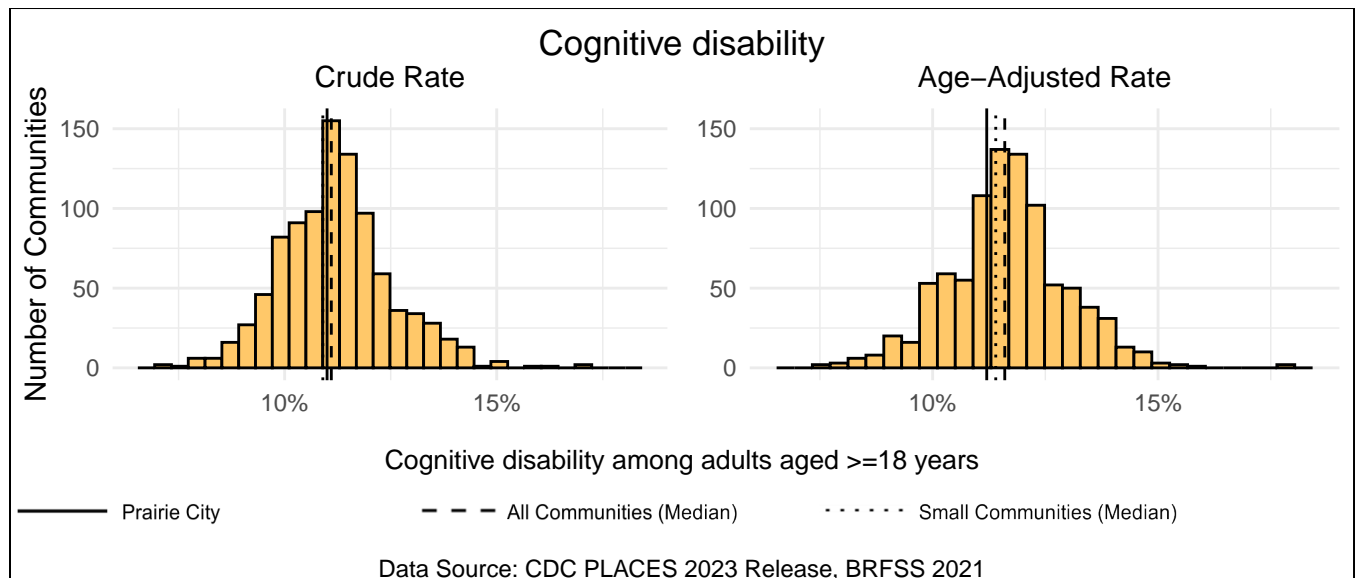 Cognitive disability
Crude Rate
Age−Adjusted Rate
Number of Communities
150
100
50
0
10%
15%
150
100
50
0
10%
15%
Cognitive disability among adults aged >=18 years
Prairie City
All Communities (Median)
Small Communities (Median)
Data Source: CDC PLACES 2023 Release, BRFSS 2021